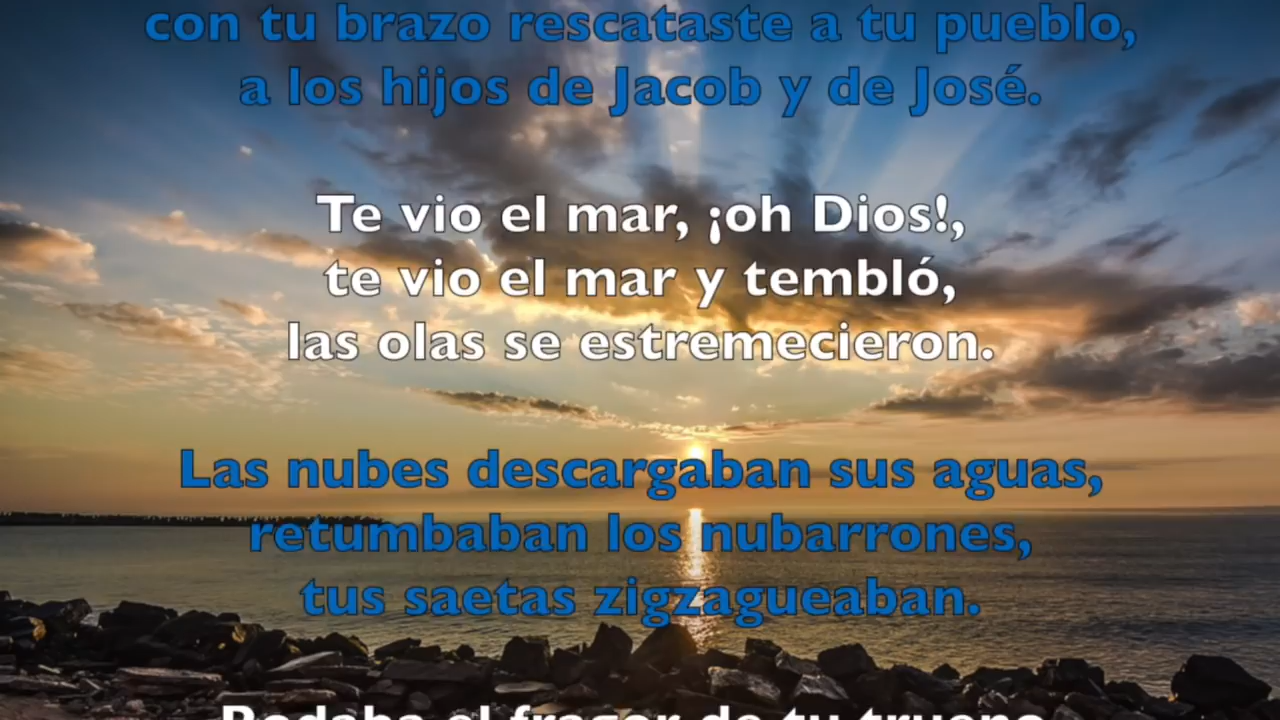 con tu brazo rescataste a tu pueblo,
a los hijos de Jacob y de José.
Te vio el mar, ¡oh Dios!,
te vio el mar y tembló,
las olas se estremecieron.
Las nubes descargaban sus aguas,
retumbaban los nubarrones,
tus saetas zigzagueaban.
Rodaba el fragor de tu trueno